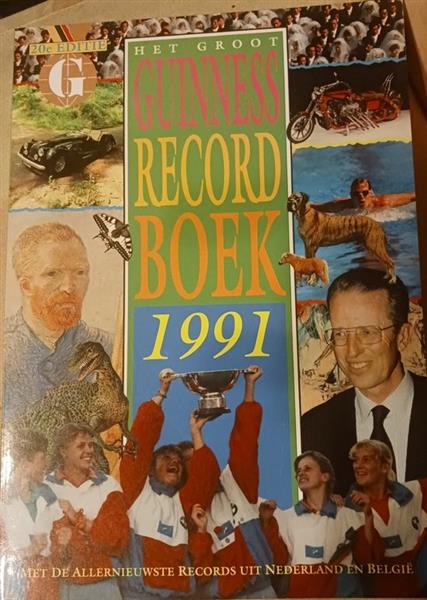 20e EDITIE
G
HET GROOT
GUINNESS
RECORD
BOEK
1991
MET DE ALLERNIEUWSTE RECORDS UIT NEDERLAND EN BELGIË